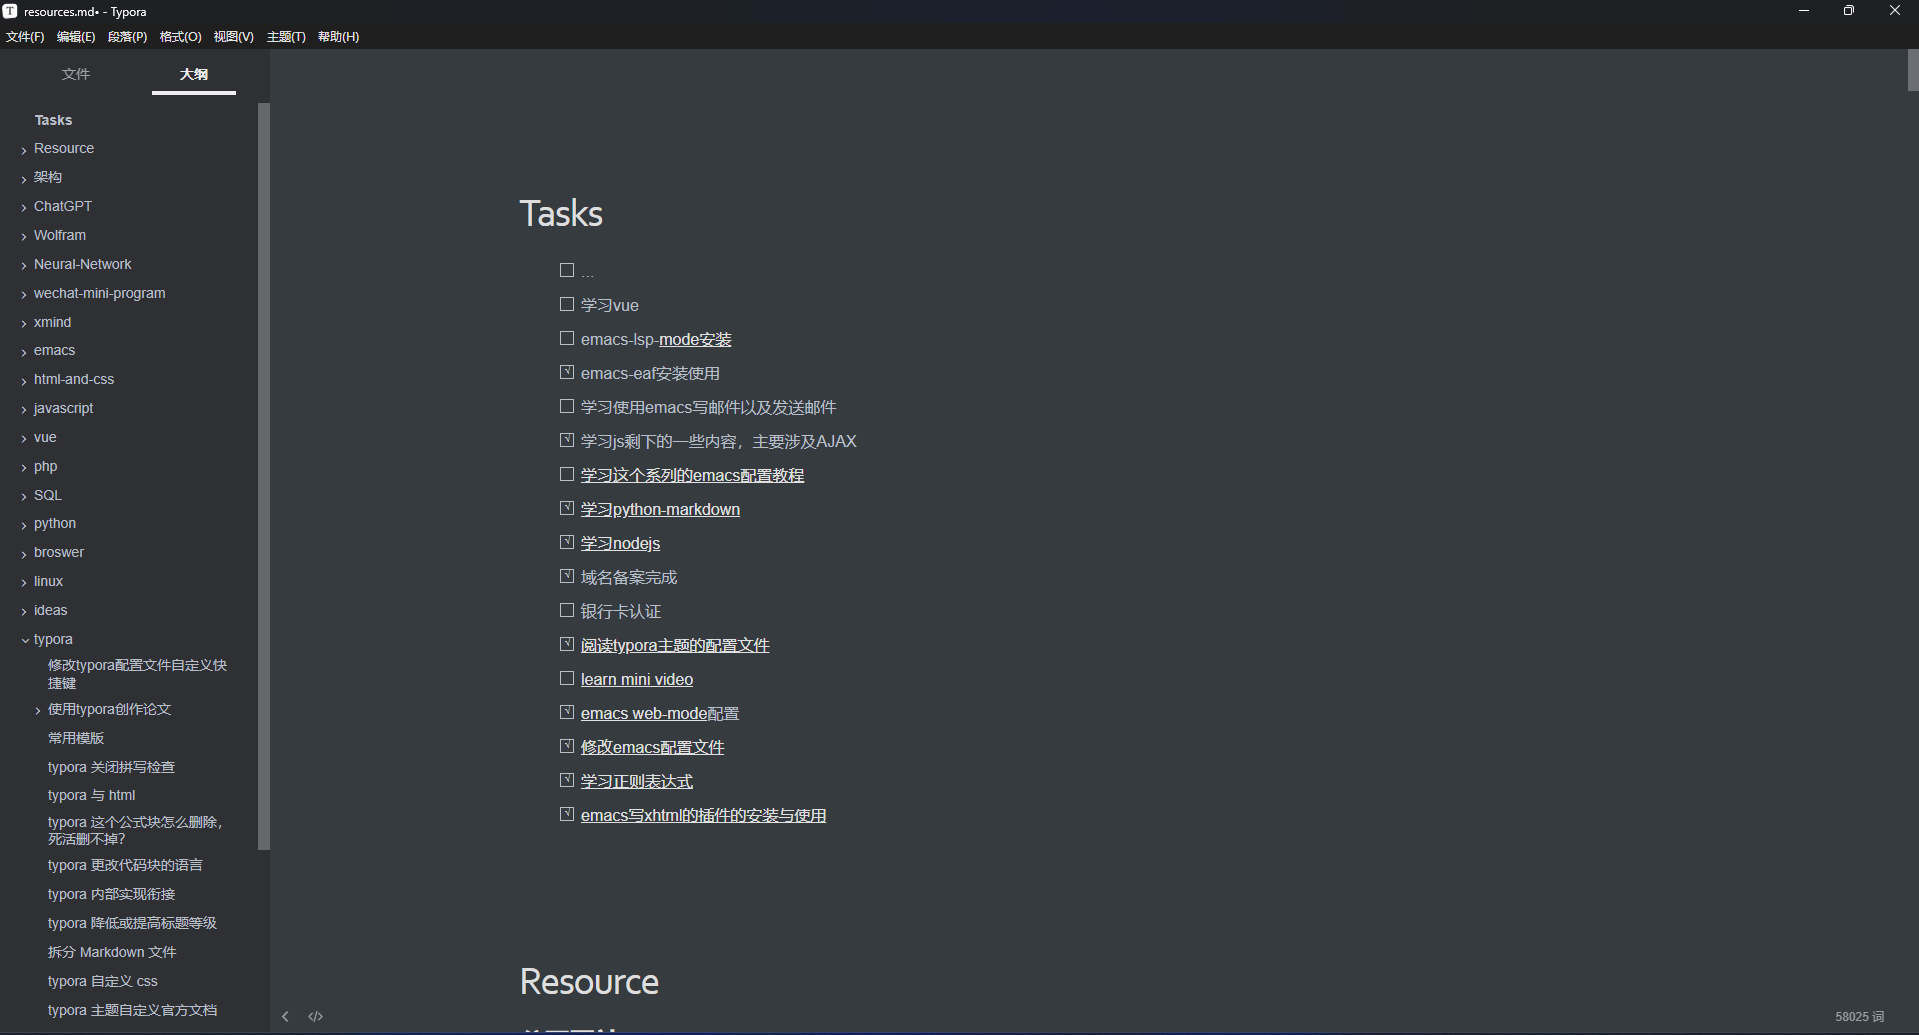 resources.md• - Typora
文件(F) 编辑(E) 段落(P) 格式(O) 视图(V) 主题(T) 帮助(H)
文件 大纲
Tasks
Resource
架构
ChatGPT
Wolfram
Neural-Network
wechat-mini-program
xmind
emacs
html-and-css
javascript
vue
php
SQL
python
broswer
linux
ideas
typora
修改typora配置文件自定义快
捷键
使用typora创作论文
常用模版
typora 关闭拼写检查
typora 与 html
typora 这个公式块怎么删除，
死活删不掉？
typora 更改代码块的语言
typora 内部实现衔接
typora 降低或提高标题等级
拆分 Markdown 文件
typora 自定义 css
typora 主题自定义官方文档
Tasks
...
学习vue
emacs-lsp-mode安装
emacs-eaf安装使用
学习使用emacs写邮件以及发送邮件
学习js剩下的一些内容，主要涉及AJAX
学习这个系列的emacs配置教程
学习python-markdown
学习nodejs
域名备案完成
银行卡认证
阅读typora主题的配置文件
learn mini video
emacs web-mode配置
修改emacs配置文件
学习正则表达式
emacs写xhtml的插件的安装与使用
Resource
58025 词